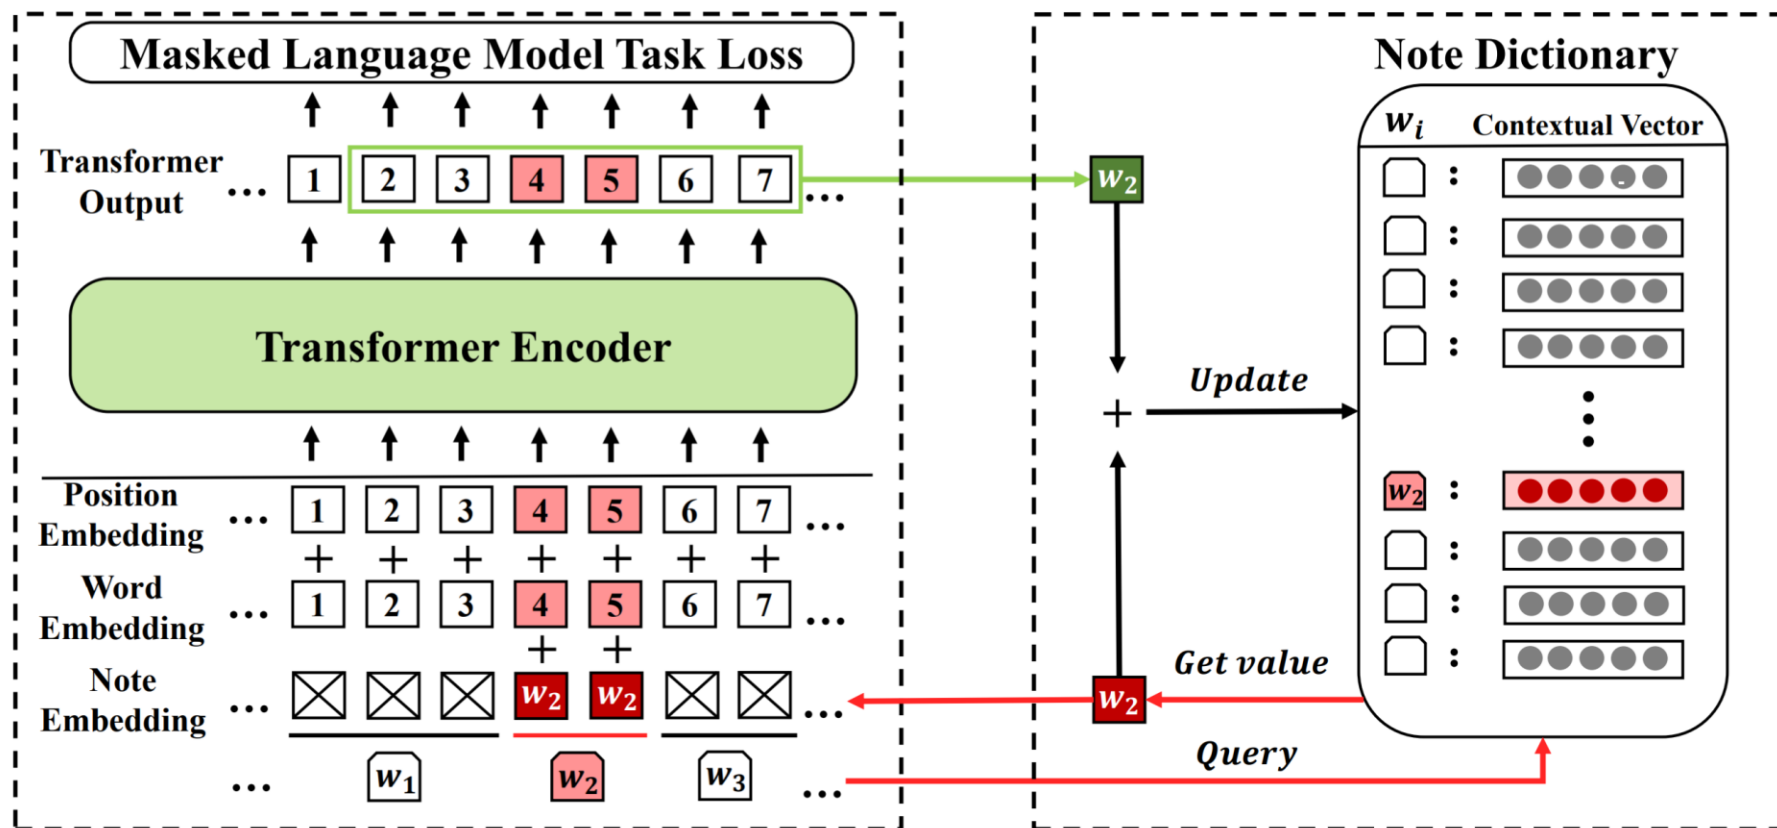 Masked Language Model Task Loss
Transformer Output
... 1 2 3 4 5 6 7 ...
Transformer Encoder
Position Embedding
... 1 2 3 4 5 6 7 ...
+ + + + + + +
Word Embedding
... 1 2 3 4 5 6 7 ...
+ +
Note Embedding
... w₂ w₂ ...
... w₁ w₂ w₃ ...
w₂
+
Update
w₂
Get value
Query
Note Dictionary
wᵢ Contextual Vector
:
:
:
:
⋮
w₂ :
:
:
: